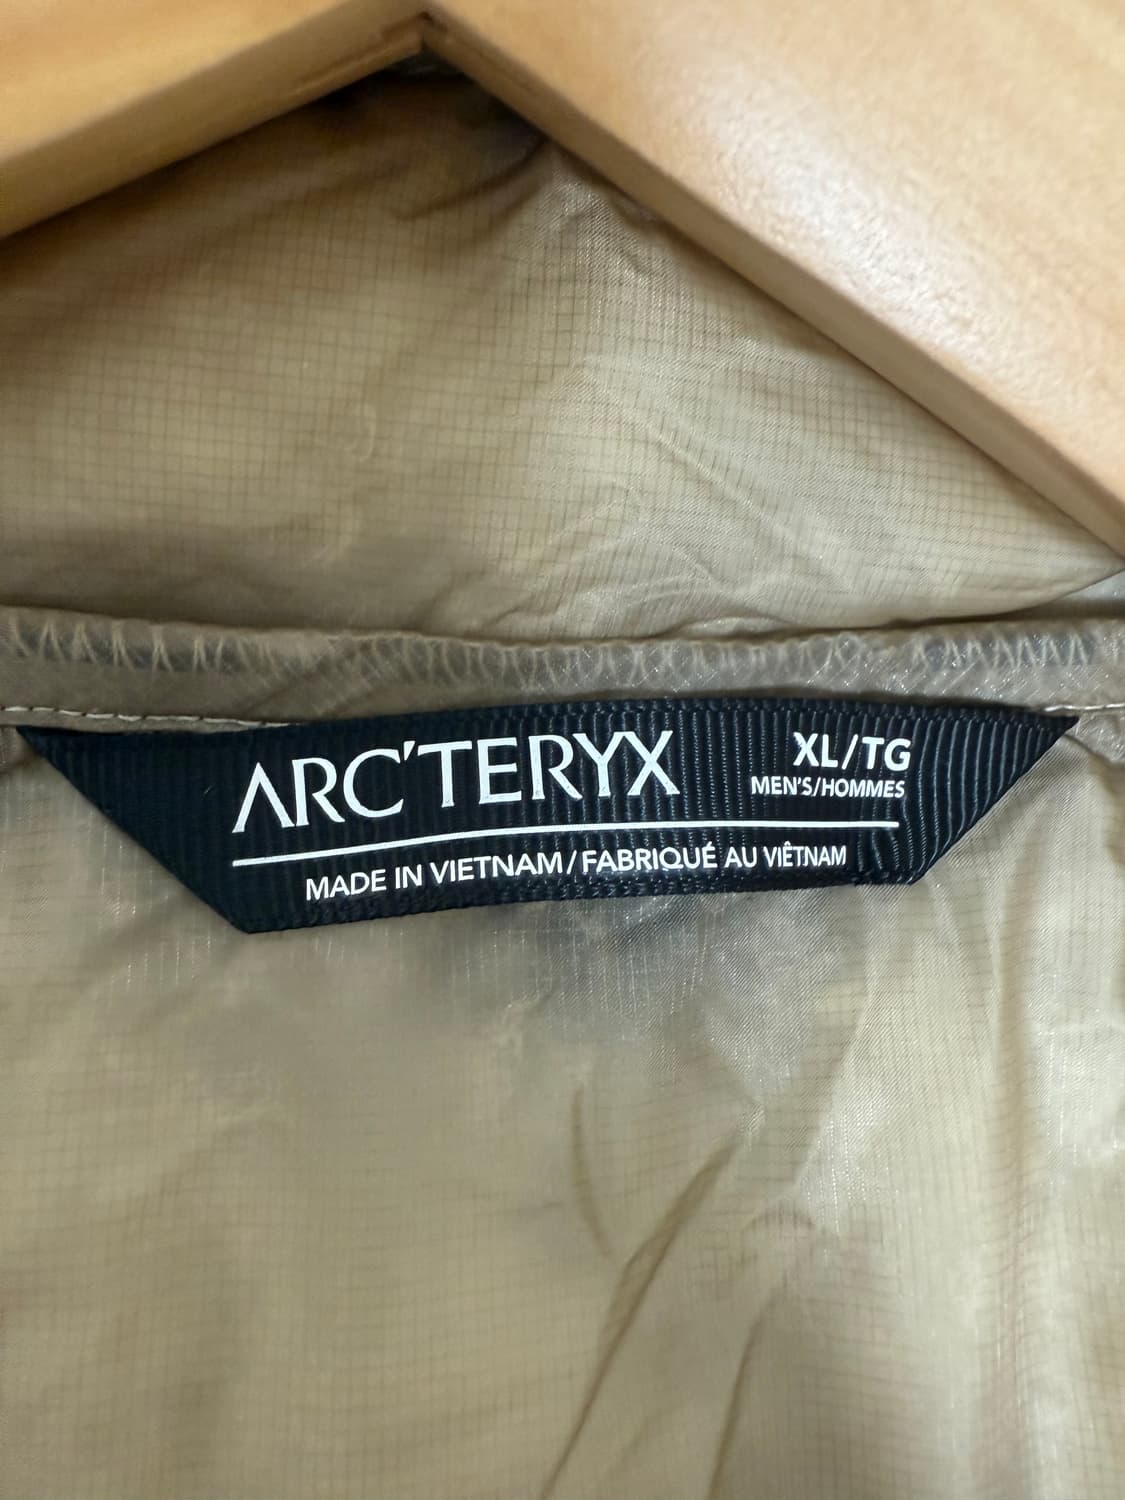 ARC'TERYX
XL/TG
MEN'S/HOMMES
MADE IN VIETNAM/FABRIQUÉ AU VIÊTNAM